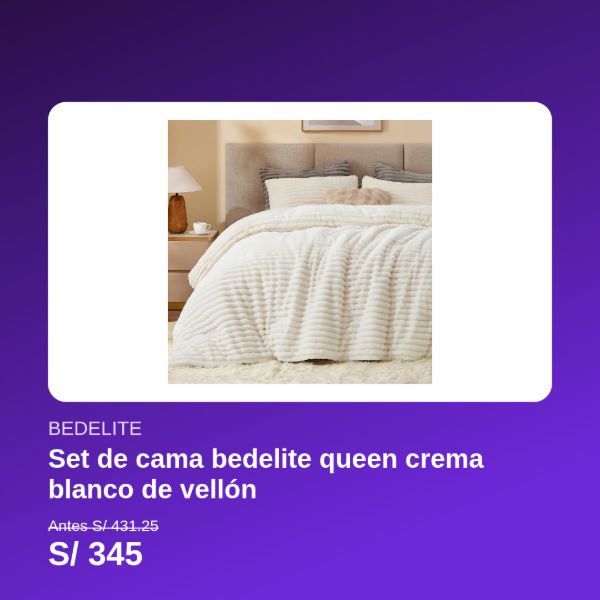 BEDELITE
Set de cama bedelite queen crema
blanco de vellón
Antes S/ 431.25
S/ 345